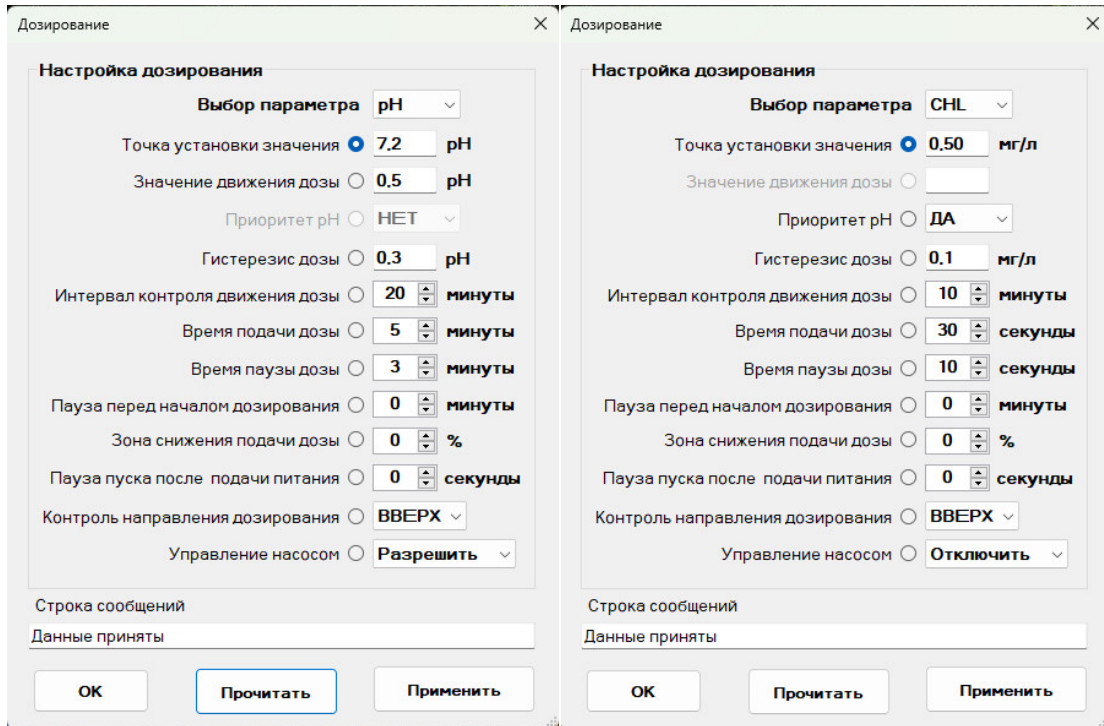 Дозирование
Настройка дозирования
Выбор параметра pH
Точка установки значения 7.2 pH
Значение движения дозы 0.5 pH
Приоритет pH НЕТ
Гистерезис дозы 0.3 pH
Интервал контроля движения дозы 20 минуты
Время подачи дозы 5 минуты
Время паузы дозы 3 минуты
Пауза перед началом дозирования 0 минуты
Зона снижения подачи дозы 0 %
Пауза пуска после подачи питания 0 секунды
Контроль направления дозирования ВВЕРХ
Управление насосом Разрешить
Строка сообщений
Данные приняты
ОК Прочитать Применить
Дозирование
Настройка дозирования
Выбор параметра CHL
Точка установки значения 0.50 мг/л
Значение движения дозы
Приоритет pH ДА
Гистерезис дозы 0.1 мг/л
Интервал контроля движения дозы 10 минуты
Время подачи дозы 30 секунды
Время паузы дозы 10 секунды
Пауза перед началом дозирования 0 минуты
Зона снижения подачи дозы 0 %
Пауза пуска после подачи питания 0 секунды
Контроль направления дозирования ВВЕРХ
Управление насосом Отключить
Строка сообщений
Данные приняты
ОК Прочитать Применить